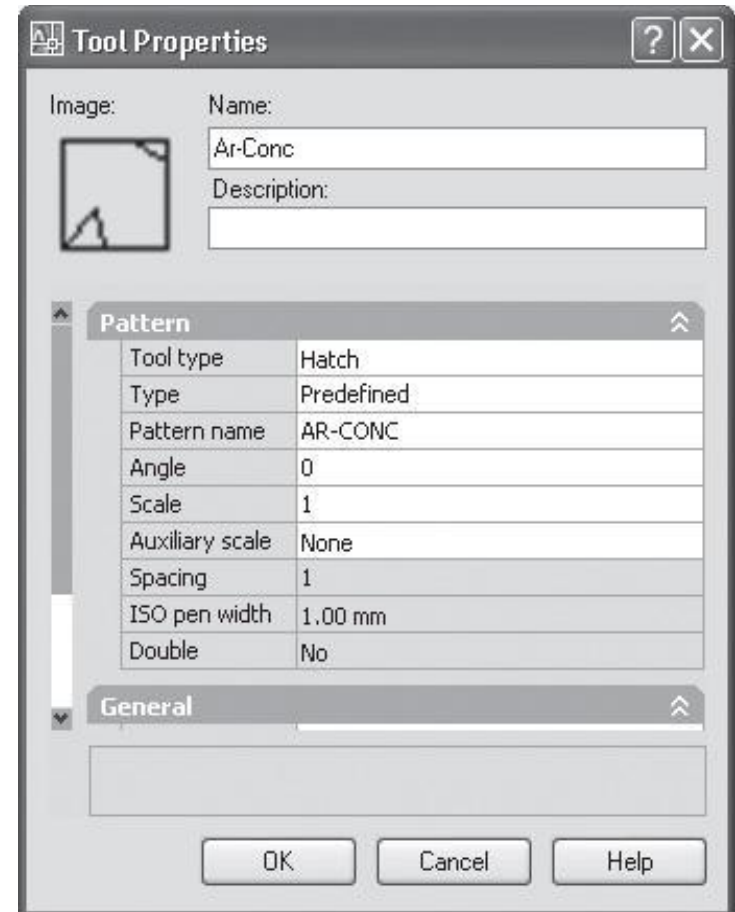 Tool Properties ? X
Image: Name:
Ar-Conc
Description:
Pattern
Tool type Hatch
Type Predefined
Pattern name AR-CONC
Angle 0
Scale 1
Auxiliary scale None
Spacing 1
ISO pen width 1.00 mm
Double No
General
OK Cancel Help